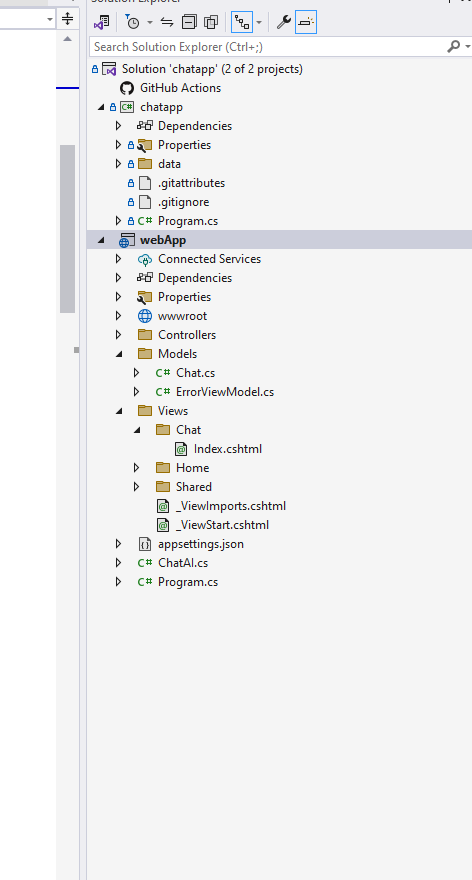 Solution Explorer
Search Solution Explorer (Ctrl+;)
Solution 'chatapp' (2 of 2 projects)
GitHub Actions
C# chatapp
Dependencies
Properties
data
.gitattributes
.gitignore
C# Program.cs
webApp
Connected Services
Dependencies
Properties
wwwroot
Controllers
Models
C# Chat.cs
C# ErrorViewModel.cs
Views
Chat
@ Index.cshtml
Home
Shared
@ _ViewImports.cshtml
@ _ViewStart.cshtml
appsettings.json
C# ChatAI.cs
C# Program.cs